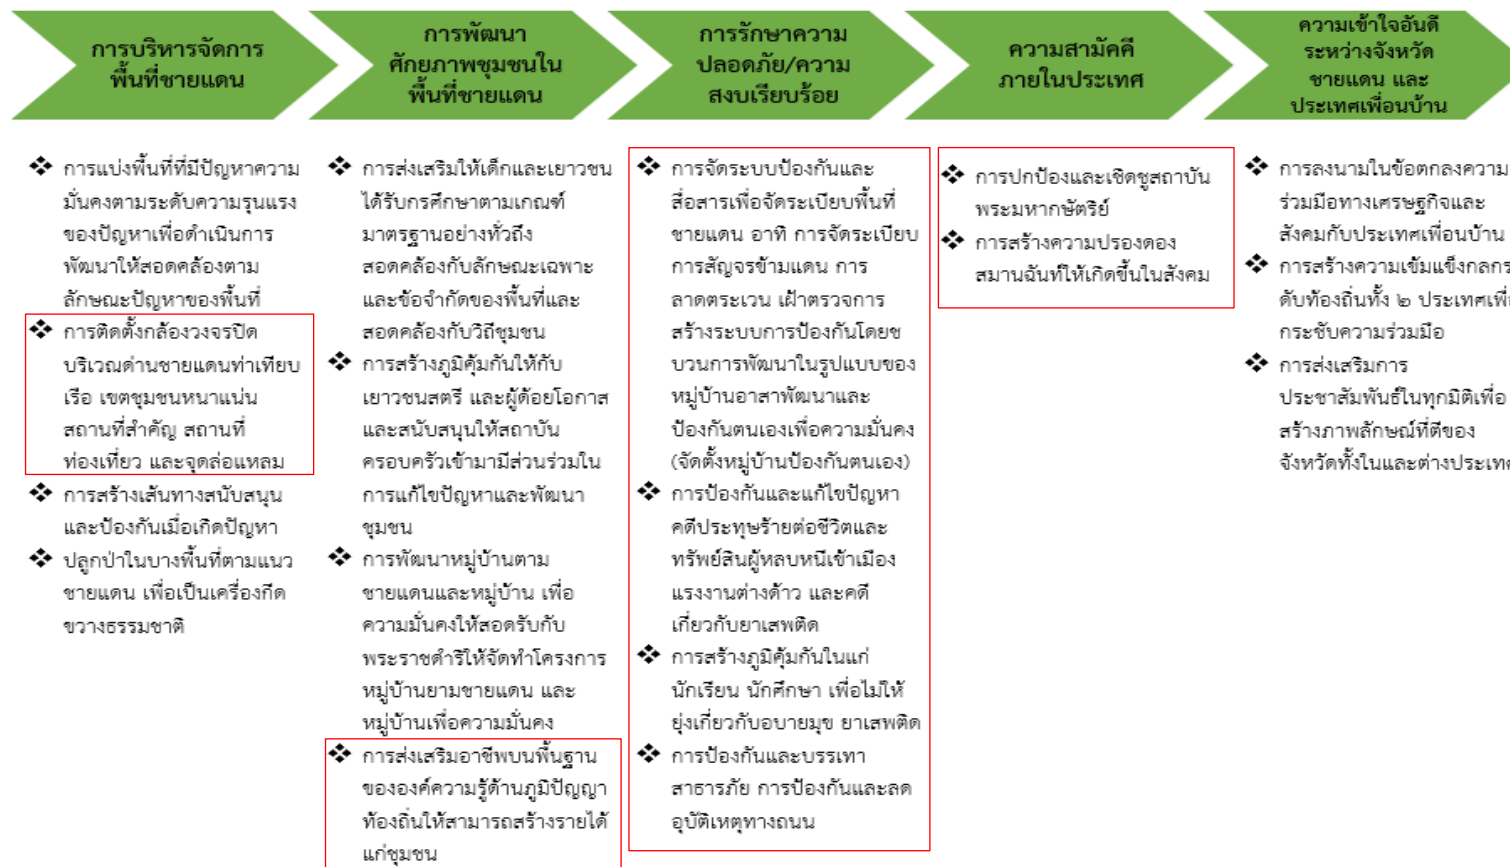 การบริหารจัดการ
พื้นที่ชายแดน
การพัฒนา
ศักยภาพชุมชนใน
พื้นที่ชายแดน
การรักษาความ
ปลอดภัย/ความ
สงบเรียบร้อย
ความสามัคคี
ภายในประเทศ
ความเข้าใจอันดี
ระหว่างจังหวัด
ชายแดน และ
ประเทศเพื่อนบ้าน
❖ การแบ่งพื้นที่ที่มีปัญหาความ
มั่นคงตามระดับความรุนแรง
ของปัญหาเพื่อดำเนินการ
พัฒนาให้สอดคล้องตาม
ลักษณะปัญหาของพื้นที่
❖ การติดตั้งกล้องวงจรปิด
บริเวณด่านชายแดนท่าเทียบ
เรือ เขตชุมชนหนาแน่น
สถานที่สำคัญ สถานที่
ท่องเที่ยว และจุดล่อแหลม
❖ การสร้างเส้นทางสนับสนุน
และป้องกันเมื่อเกิดปัญหา
❖ ปลูกป่าในบางพื้นที่ตามแนว
ชายแดน เพื่อเป็นเครื่องกีด
ขวางธรรมชาติ
❖ การส่งเสริมให้เด็กและเยาวชน
ได้รับกรศึกษาตามเกณฑ์
มาตรฐานอย่างทั่วถึง
สอดคล้องกับลักษณะเฉพาะ
และข้อจำกัดของพื้นที่และ
สอดคล้องกับวิถีชุมชน
❖ การสร้างภูมิคุ้มกันให้กับ
เยาวชนสตรี และผู้ด้อยโอกาส
และสนับสนุนให้สถาบัน
ครอบครัวเข้ามามีส่วนร่วมใน
การแก้ไขปัญหาและพัฒนา
ชุมชน
❖ การพัฒนาหมู่บ้านตาม
ชายแดนและหมู่บ้าน เพื่อ
ความมั่นคงให้สอดรับกับ
พระราชดำริให้จัดทำโครงการ
หมู่บ้านยามชายแดน และ
หมู่บ้านเพื่อความมั่นคง
❖ การส่งเสริมอาชีพบนพื้นฐาน
ขององค์ความรู้ด้านภูมิปัญญา
ท้องถิ่นให้สามารถสร้างรายได้
แก่ชุมชน
❖ การจัดระบบป้องกันและ
สื่อสารเพื่อจัดระเบียบพื้นที่
ชายแดน อาทิ การจัดระเบียบ
การสัญจรข้ามแดน การ
ลาดตระเวน เฝ้าตรวจการ
สร้างระบบการป้องกันโดยช
บวนการพัฒนาในรูปแบบของ
หมู่บ้านอาสาพัฒนาและ
ป้องกันตนเองเพื่อความมั่นคง
(จัดตั้งหมู่บ้านป้องกันตนเอง)
❖ การป้องกันและแก้ไขปัญหา
คดีประทุษร้ายต่อชีวิตและ
ทรัพย์สินผู้หลบหนีเข้าเมือง
แรงงานต่างด้าว และคดี
เกี่ยวกับยาเสพติด
❖ การสร้างภูมิคุ้มกันในแก่
นักเรียน นักศึกษา เพื่อไม่ให้
ยุ่งเกี่ยวกับอบายมุข ยาเสพติด
❖ การป้องกันและบรรเทา
สาธารภัย การป้องกันและลด
อุบัติเหตุทางถนน
❖ การปกป้องและเชิดชูสถาบัน
พระมหากษัตริย์
❖ การสร้างความปรองดอง
สมานฉันท์ให้เกิดขึ้นในสังคม
❖ การลงนามในข้อตกลงความ
ร่วมมือทางเศรษฐกิจและ
สังคมกับประเทศเพื่อนบ้าน
❖ การสร้างความเข้มแข็งกลกร
ดับท้องถิ่นทั้ง ๒ ประเทศเพื่
กระชับความร่วมมือ
❖ การส่งเสริมการ
ประชาสัมพันธ์ในทุกมิติเพื่อ
สร้างภาพลักษณ์ที่ดีของ
จังหวัดทั้งในและต่างประเท